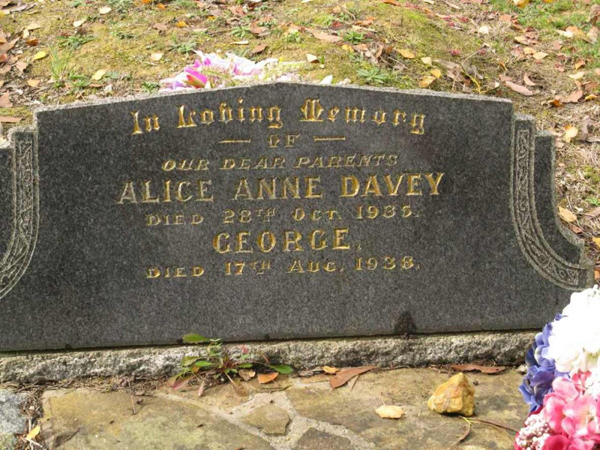 In Loving Memory
— OF —
OUR DEAR PARENTS
ALICE ANNE DAVEY
DIED 28TH OCT. 1935.
GEORGE.
DIED 17TH AUG. 1938.